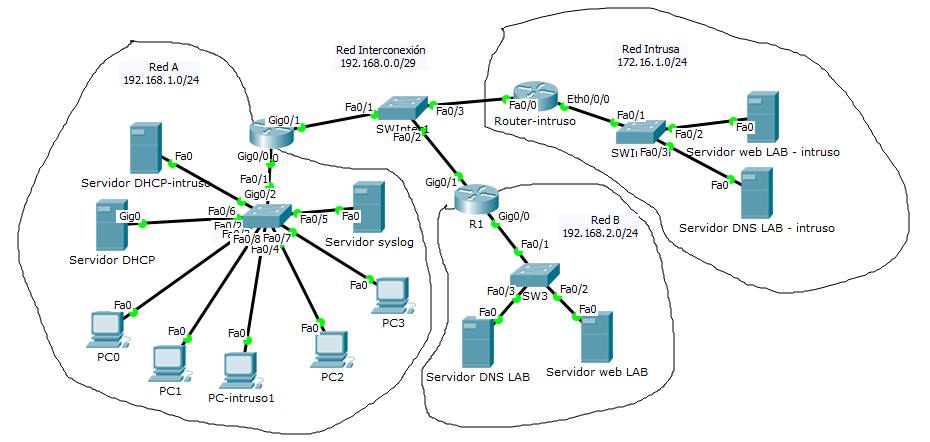 Red Interconexión
192.168.0.0/29
Red Intrusa
172.16.1.0/24
Red A
192.168.1.0/24
Fa0/1
Fa0/3
Fa0/2
Gig0/1
Gig0/0
Fa0/0
Eth0/0/0
Router-intruso
Fa0/1
Fa0/2
Fa0/3
Fa0
Servidor web LAB - intruso
Fa0
Servidor DNS LAB - intruso
Fa0
Servidor DHCP-intruso
Fa0/1
Gig0/2
Gig0
Fa0/6
Servidor DHCP
Fa0/5
Fa0
Servidor syslog
Fa0/8
Fa0/7
Fa0/4
Fa0
PC0
Fa0
PC1
Fa0
PC-intruso1
Fa0
PC2
Fa0
PC3
Gig0/1
R1
Gig0/0
Red B
192.168.2.0/24
Fa0/1
SW3
Fa0/3
Fa0/2
Fa0
Servidor DNS LAB
Fa0
Servidor web LAB